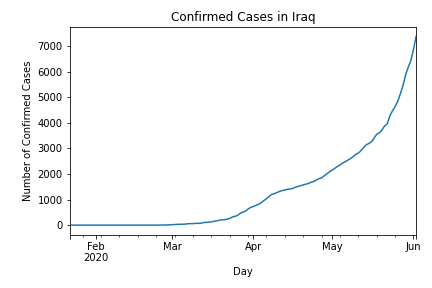 Confirmed Cases in Iraq
Number of Confirmed Cases
7000
6000
5000
4000
3000
2000
1000
0
Feb
2020
Mar
Apr
May
Jun
Day